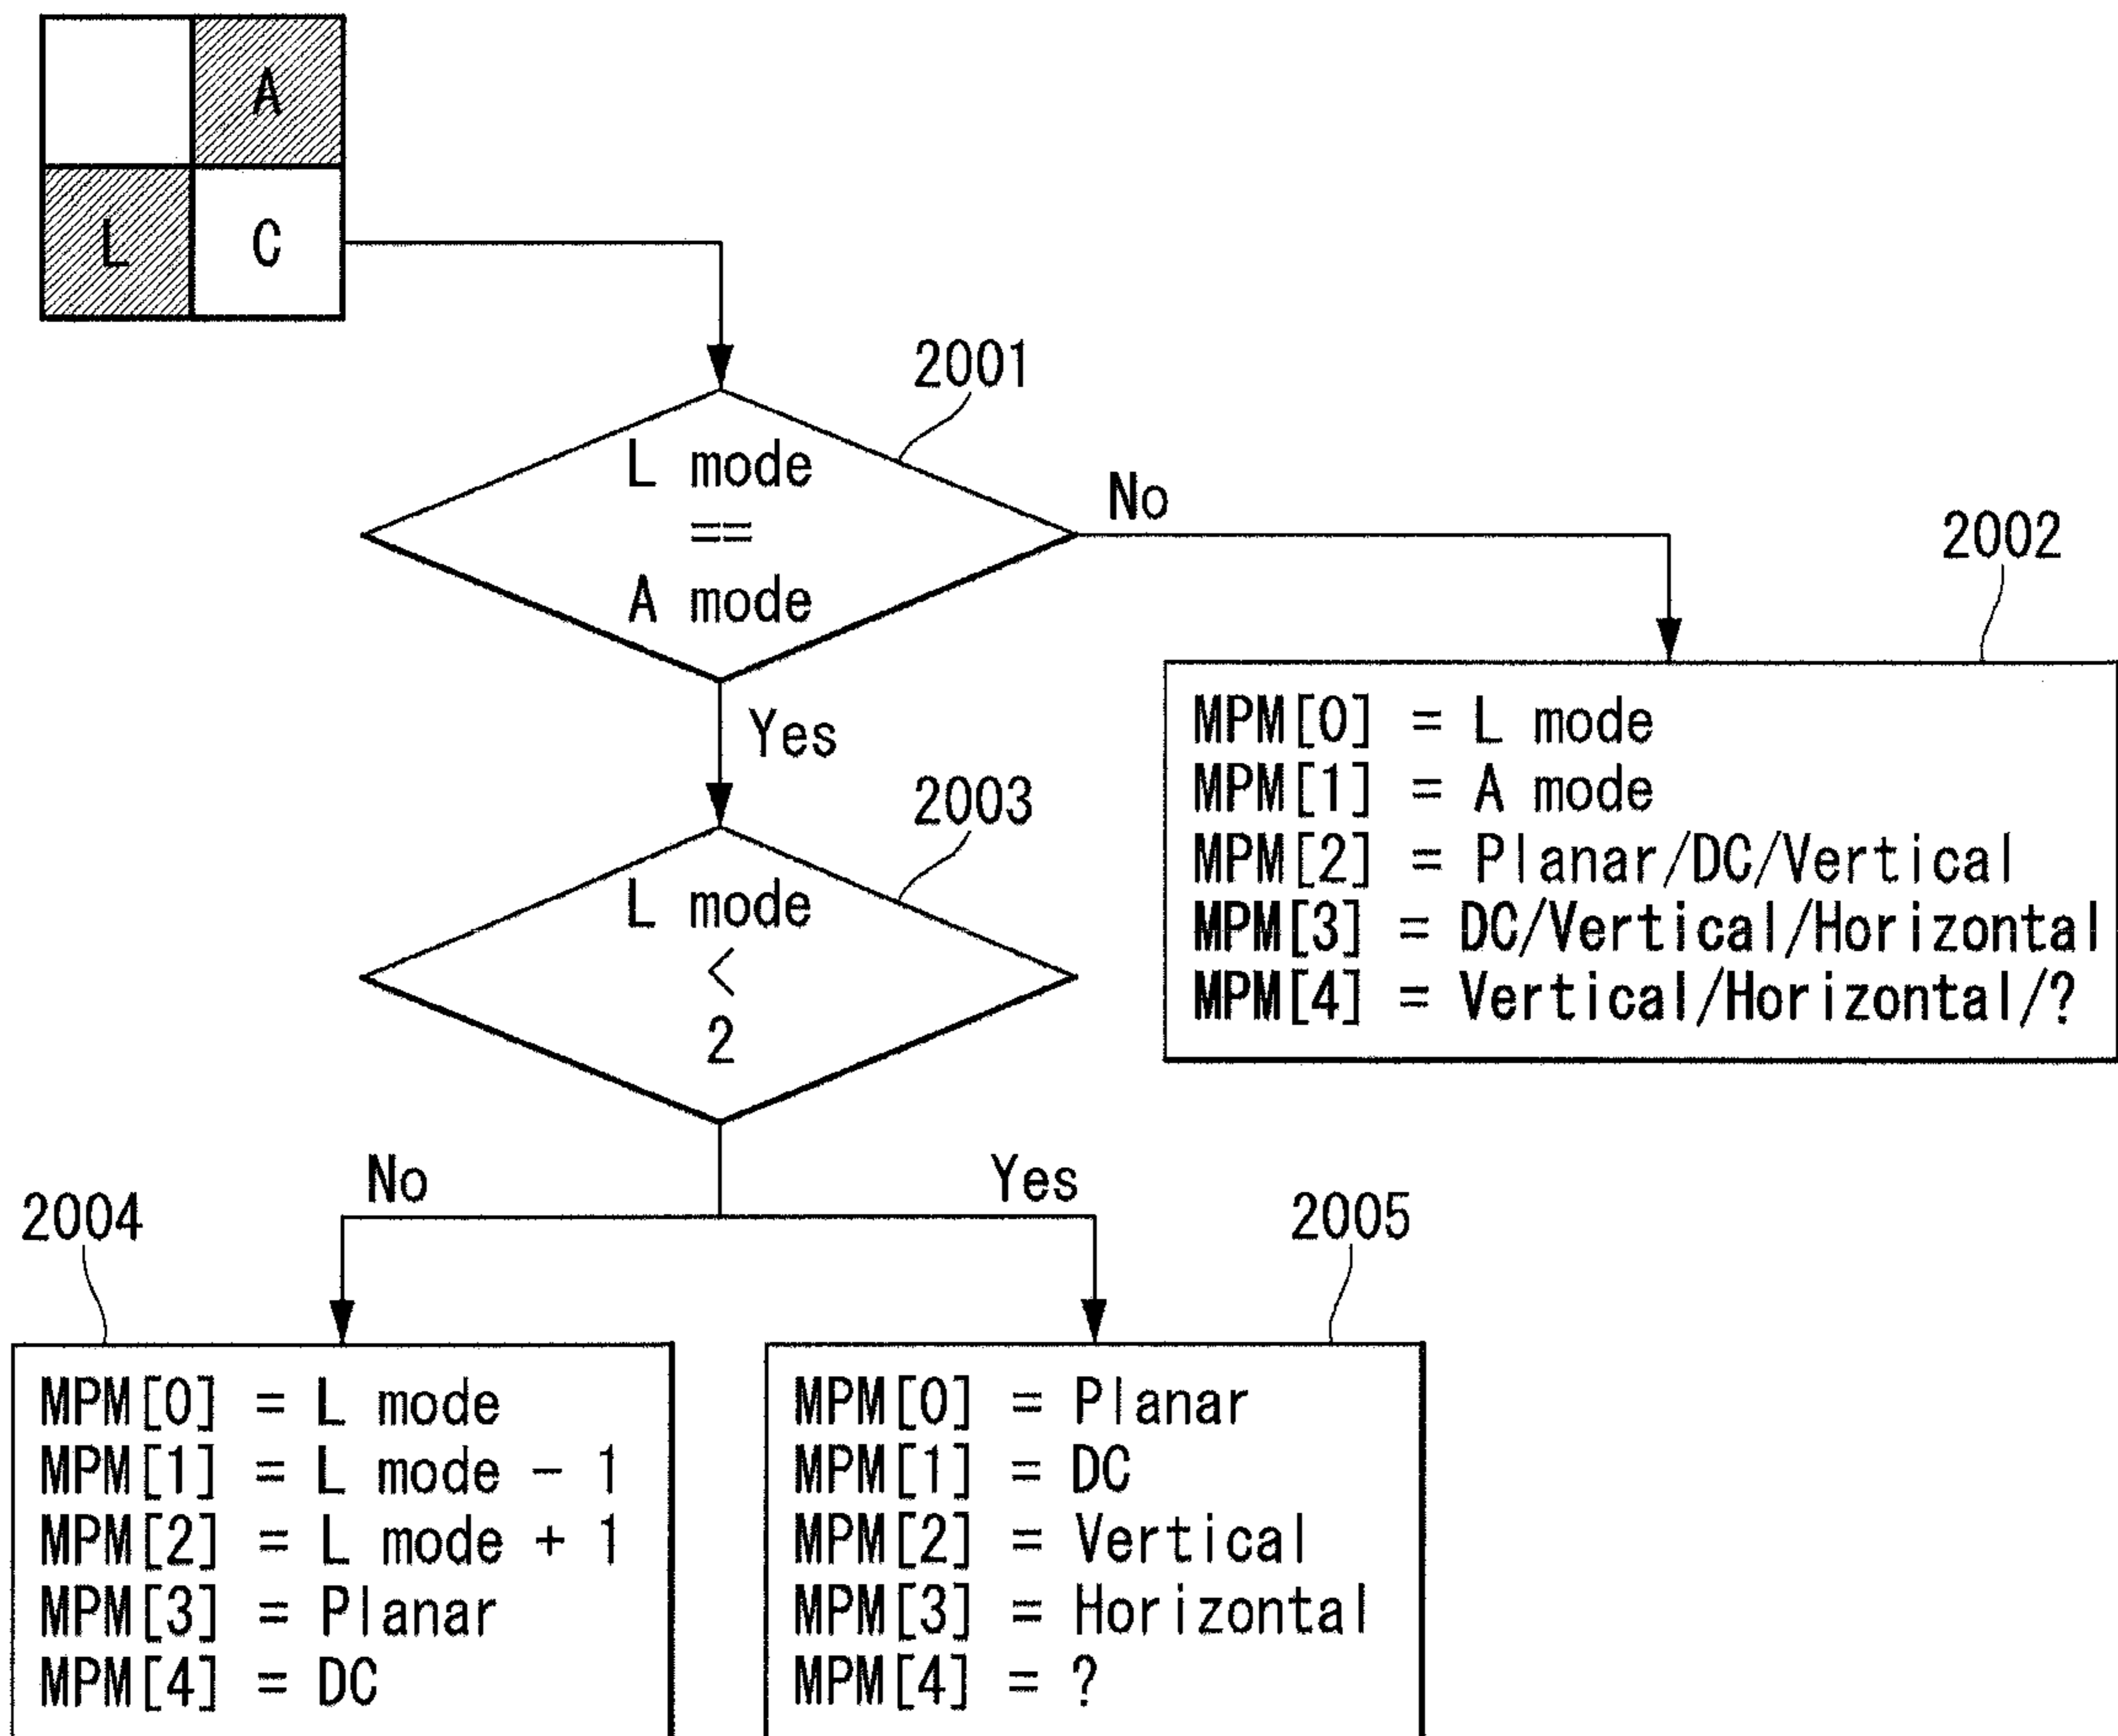 A
L C
2001
L mode
==
A mode
No
2002
MPM[0] = L mode
MPM[1] = A mode
MPM[2] = Planar/DC/Vertical
MPM[3] = DC/Vertical/Horizontal
MPM[4] = Vertical/Horizontal/?
Yes
2003
L mode
<
2
No
Yes
2004
MPM[0] = L mode
MPM[1] = L mode - 1
MPM[2] = L mode + 1
MPM[3] = Planar
MPM[4] = DC
2005
MPM[0] = Planar
MPM[1] = DC
MPM[2] = Vertical
MPM[3] = Horizontal
MPM[4] = ?